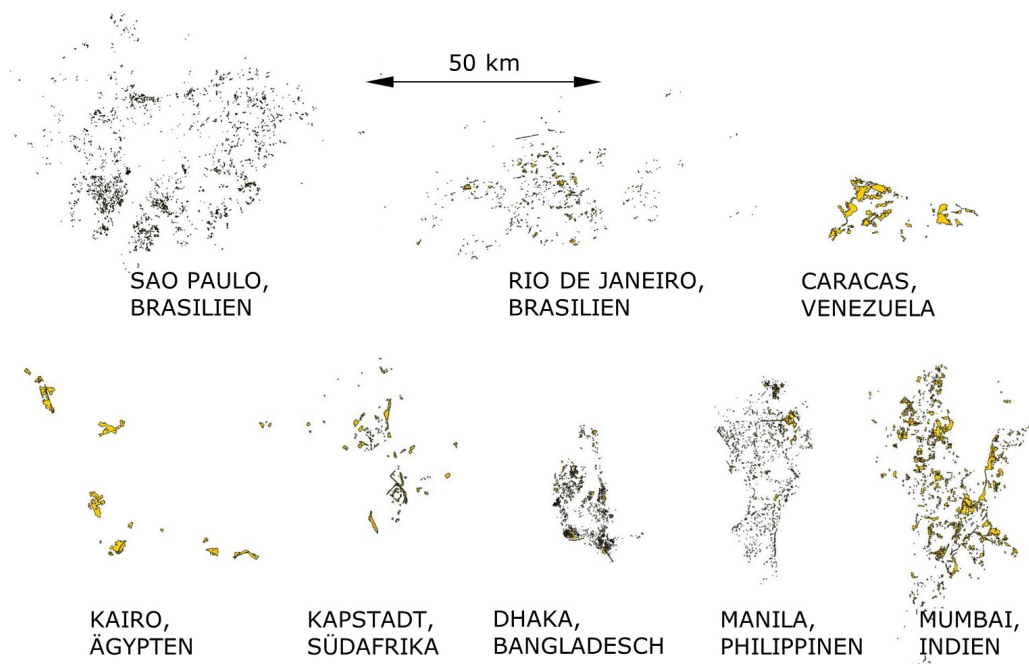 50 km
SAO PAULO,
BRASILIEN
RIO DE JANEIRO,
BRASILIEN
CARACAS,
VENEZUELA
KAIRO,
ÄGYPTEN
KAPSTADT,
SÜDAFRIKA
DHAKA,
BANGLADESCH
MANILA,
PHILIPPINEN
MUMBAI,
INDIEN